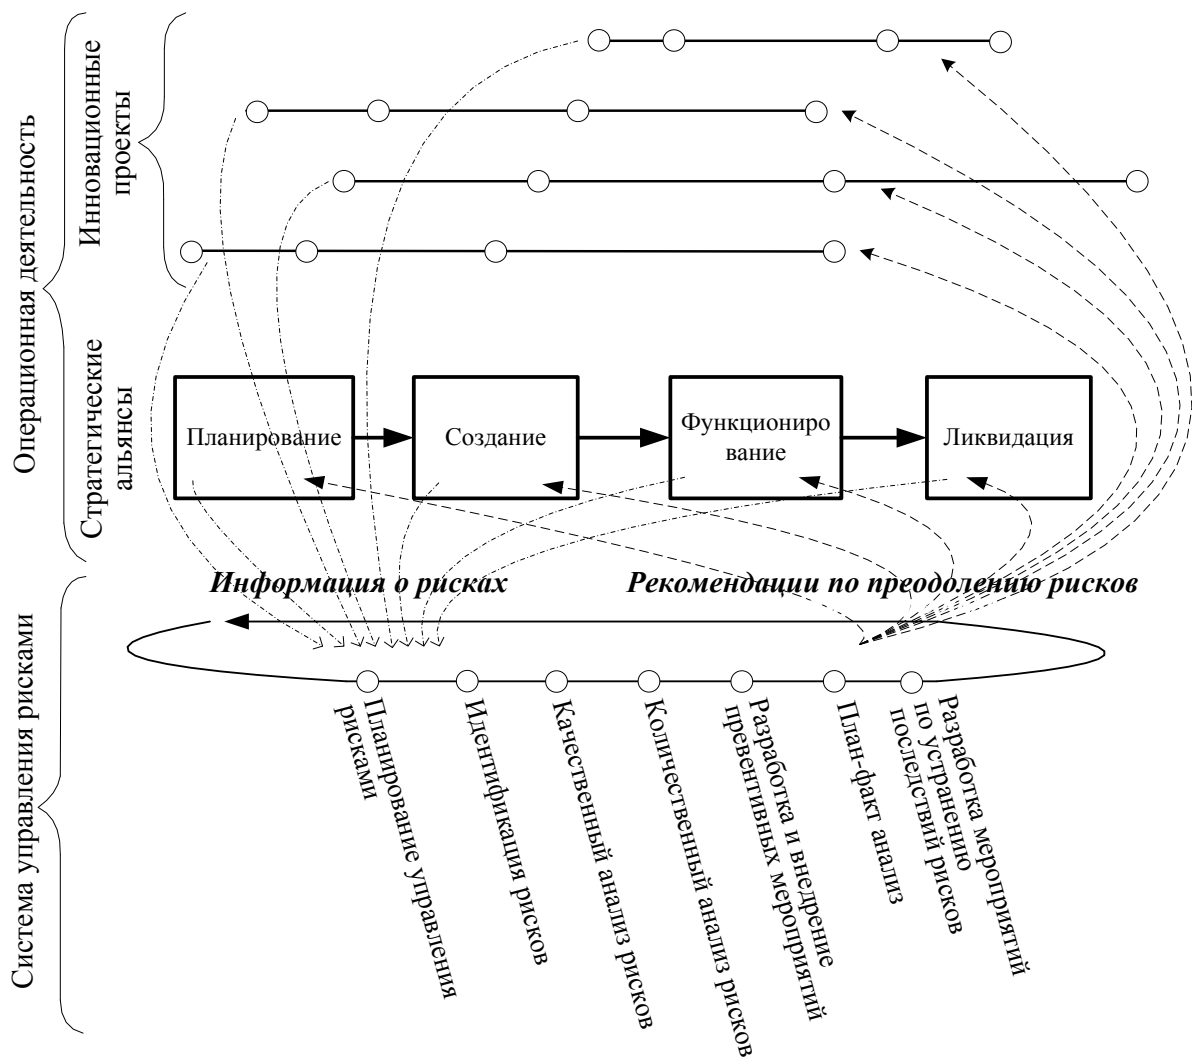 Операционная деятельность
Инновационные
проекты
Стратегические
альянсы
Планирование
Создание
Функциониро
вание
Ликвидация
Информация о рисках
Рекомендации по преодолению рисков
Система управления рисками
Планирование управления
рисками
Идентификация рисков
Качественный анализ рисков
Количественный анализ рисков
Разработка и внедрение
превентивных мероприятий
План-факт анализ
Разработка мероприятий
по устранению
последствий рисков